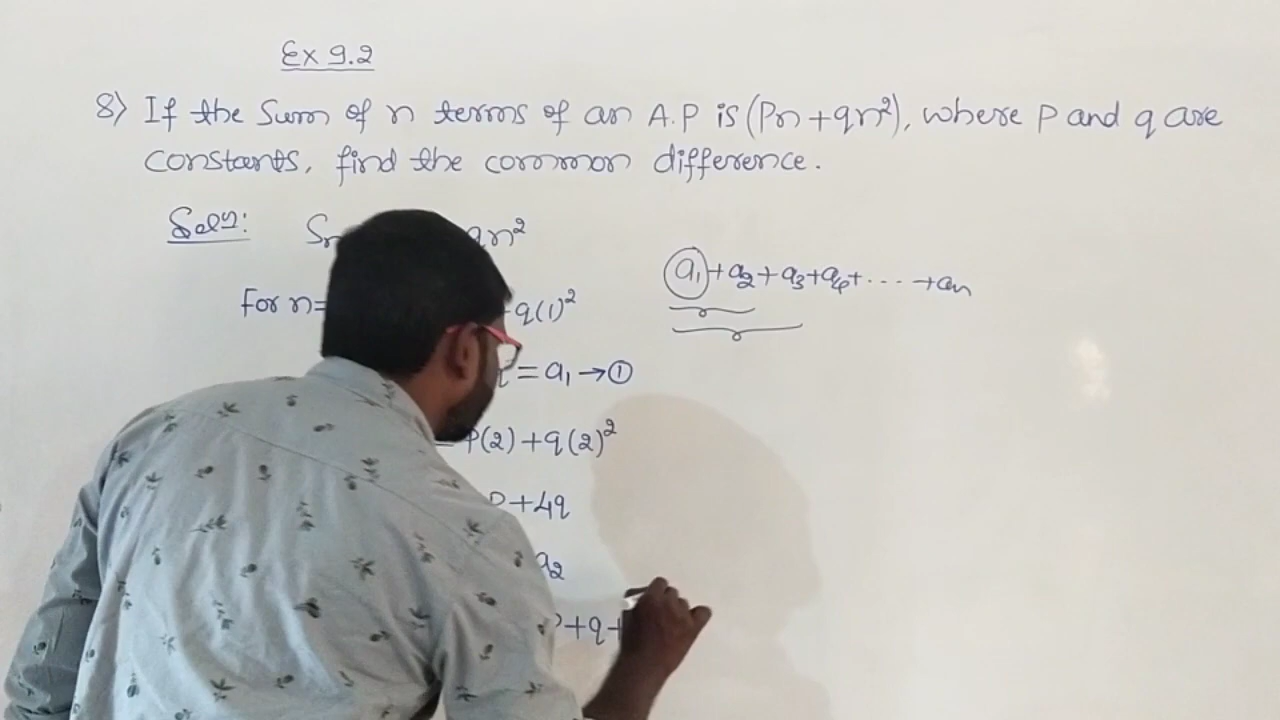 Ex 9.2
8) If the Sum of n terms of an A.P is (Pn+qn²), where P and q are
constants, find the common difference.
Solⁿ: qn²
a₁+a₂+a₃+a₄+....+aₙ
For n= q(1)²
=a₁→①
P(2)+q(2)²
P+4q
a₂
+q+